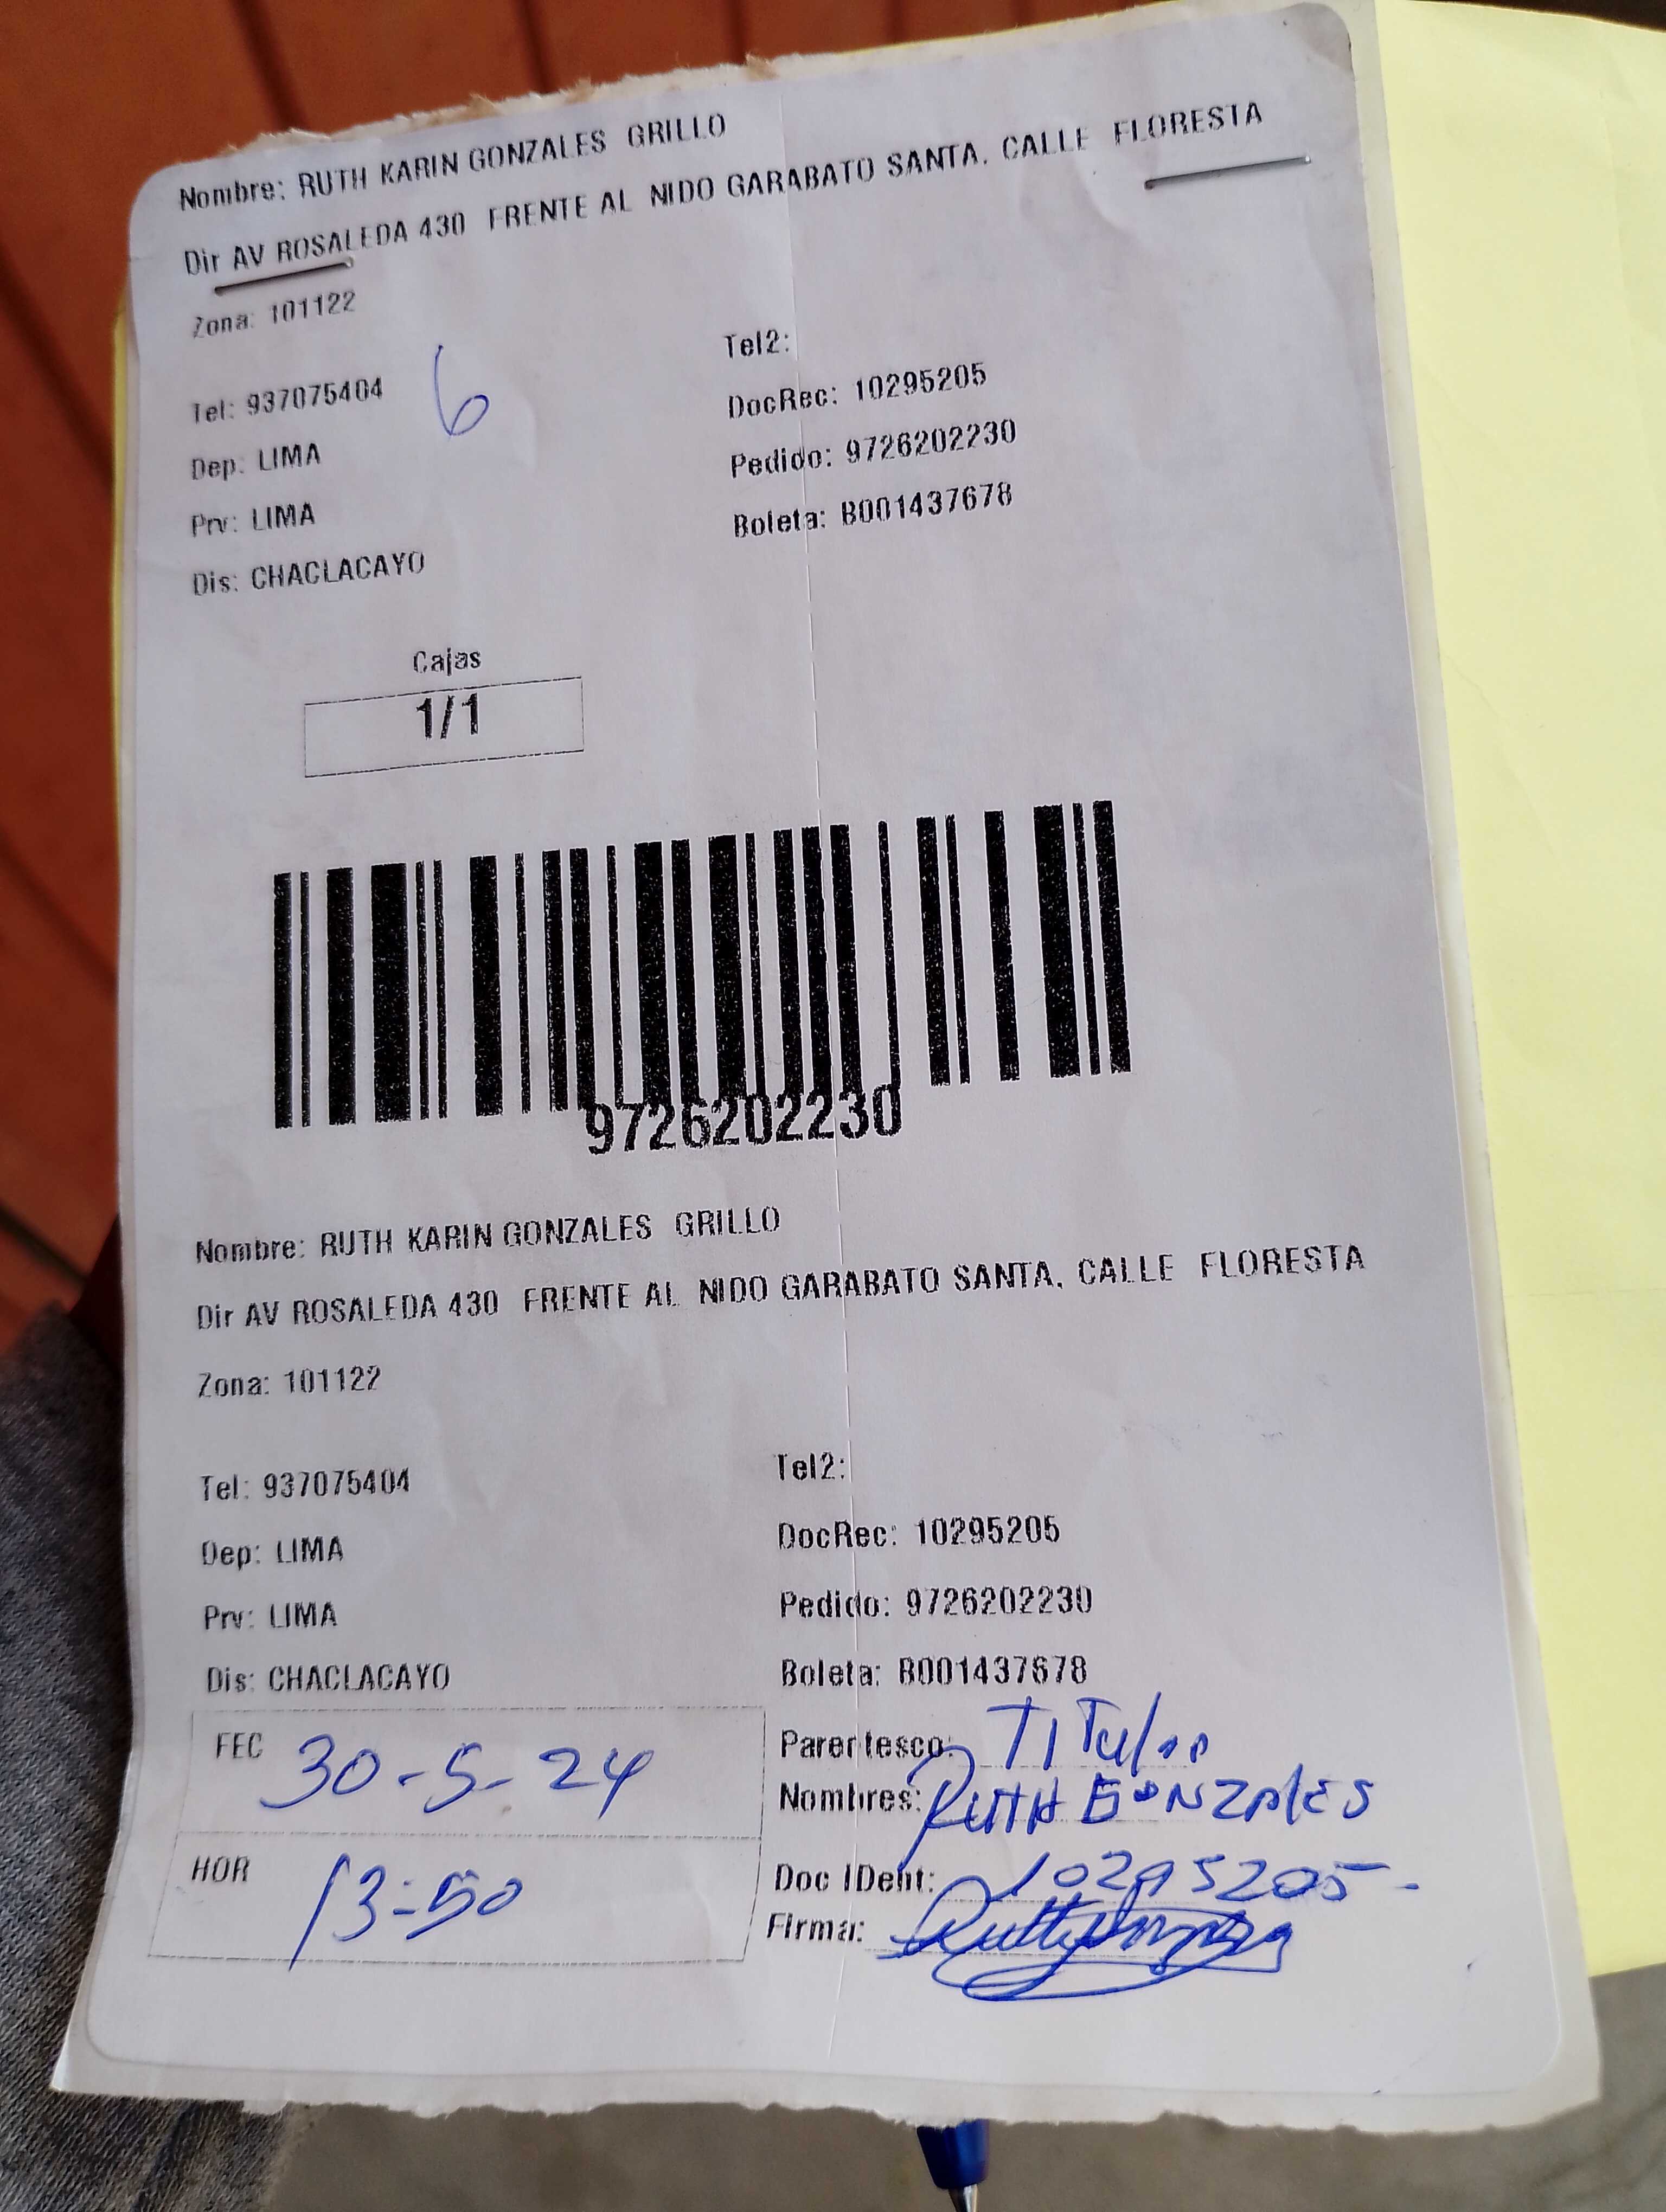 Nombre: RUTH KARIN GONZALES GRILLO
Dir AV ROSALEDA 430 FRENTE AL NIDO GARABATO SANTA. CALLE FLORESTA
Zona: 101122
6
Tel2:
Tel: 937075404
DocRec: 10295205
Dep: LIMA
Pedido: 9726202230
Prv: LIMA
Boleta: B001437678
Dis: CHACLACAYO
Cajas
1/1
9726202230
Nombre: RUTH KARIN GONZALES GRILLO
Dir AV ROSALEDA 430 FRENTE AL NIDO GARABATO SANTA. CALLE FLORESTA
Zona: 101122
Tel2:
Tel: 937075404
DocRec: 10295205
Dep: LIMA
Pedido: 9726202230
Prv: LIMA
Boleta: B001437678
Dis: CHACLACAYO
FEC 30-5-24
Parentesco: TITular
Nombres: RUTH GONZALES
HOR 13:50
Doc IDent: 10295205-
Firma: